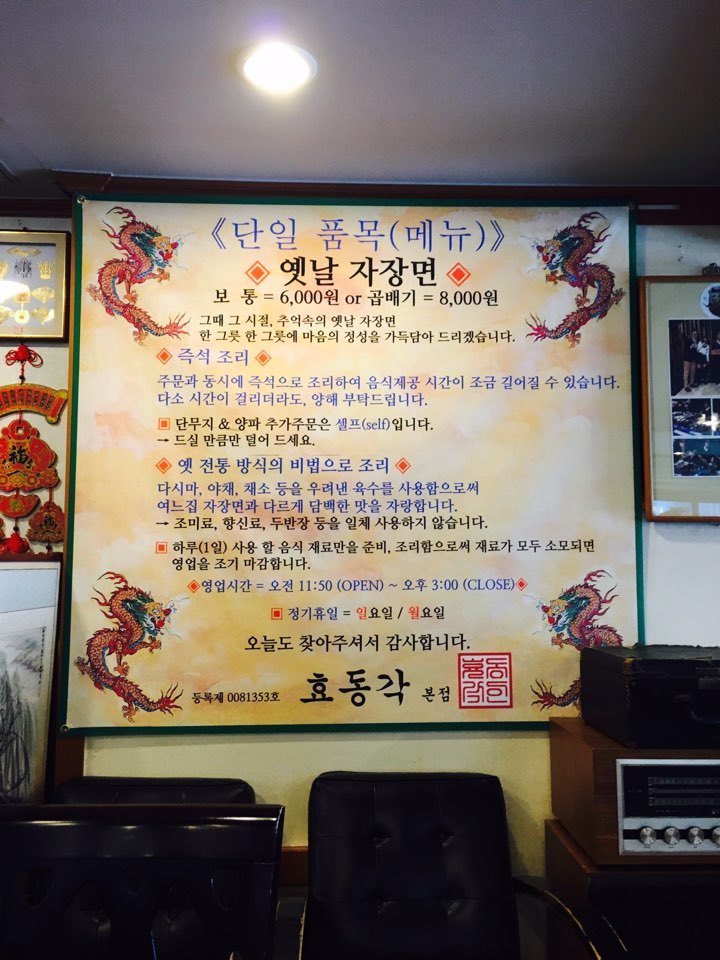 《단일 품목(메뉴)》
◈ 옛날 자장면 ◈
보 통 = 6,000원 or 곱배기 = 8,000원
그때 그 시절, 추억속의 옛날 자장면
한 그릇 한 그릇에 마음의 정성을 가득담아 드리겠습니다.
◈ 즉석 조리 ◈
주문과 동시에 즉석으로 조리하여 음식제공 시간이 조금 길어질 수 있습니다.
다소 시간이 걸리더라도, 양해 부탁드립니다.
▣ 단무지 & 양파 추가주문은 셀프(self)입니다.
→ 드실 만큼만 덜어 드세요.
◈ 옛 전통 방식의 비법으로 조리 ◈
다시마, 야채, 채소 등을 우려낸 육수를 사용함으로써
여느집 자장면과 다르게 담백한 맛을 자랑합니다.
→ 조미료, 향신료, 두반장 등을 일체 사용하지 않습니다.
▣ 하루(1일) 사용 할 음식 재료만을 준비, 조리함으로써 재료가 모두 소모되면
영업을 조기 마감합니다.
◈영업시간 = 오전 11:50 (OPEN) ~ 오후 3:00 (CLOSE)◈
▣ 정기휴일 = 일요일 / 월요일
오늘도 찾아주셔서 감사합니다.
등록제 0081353호 효동각 본점
福